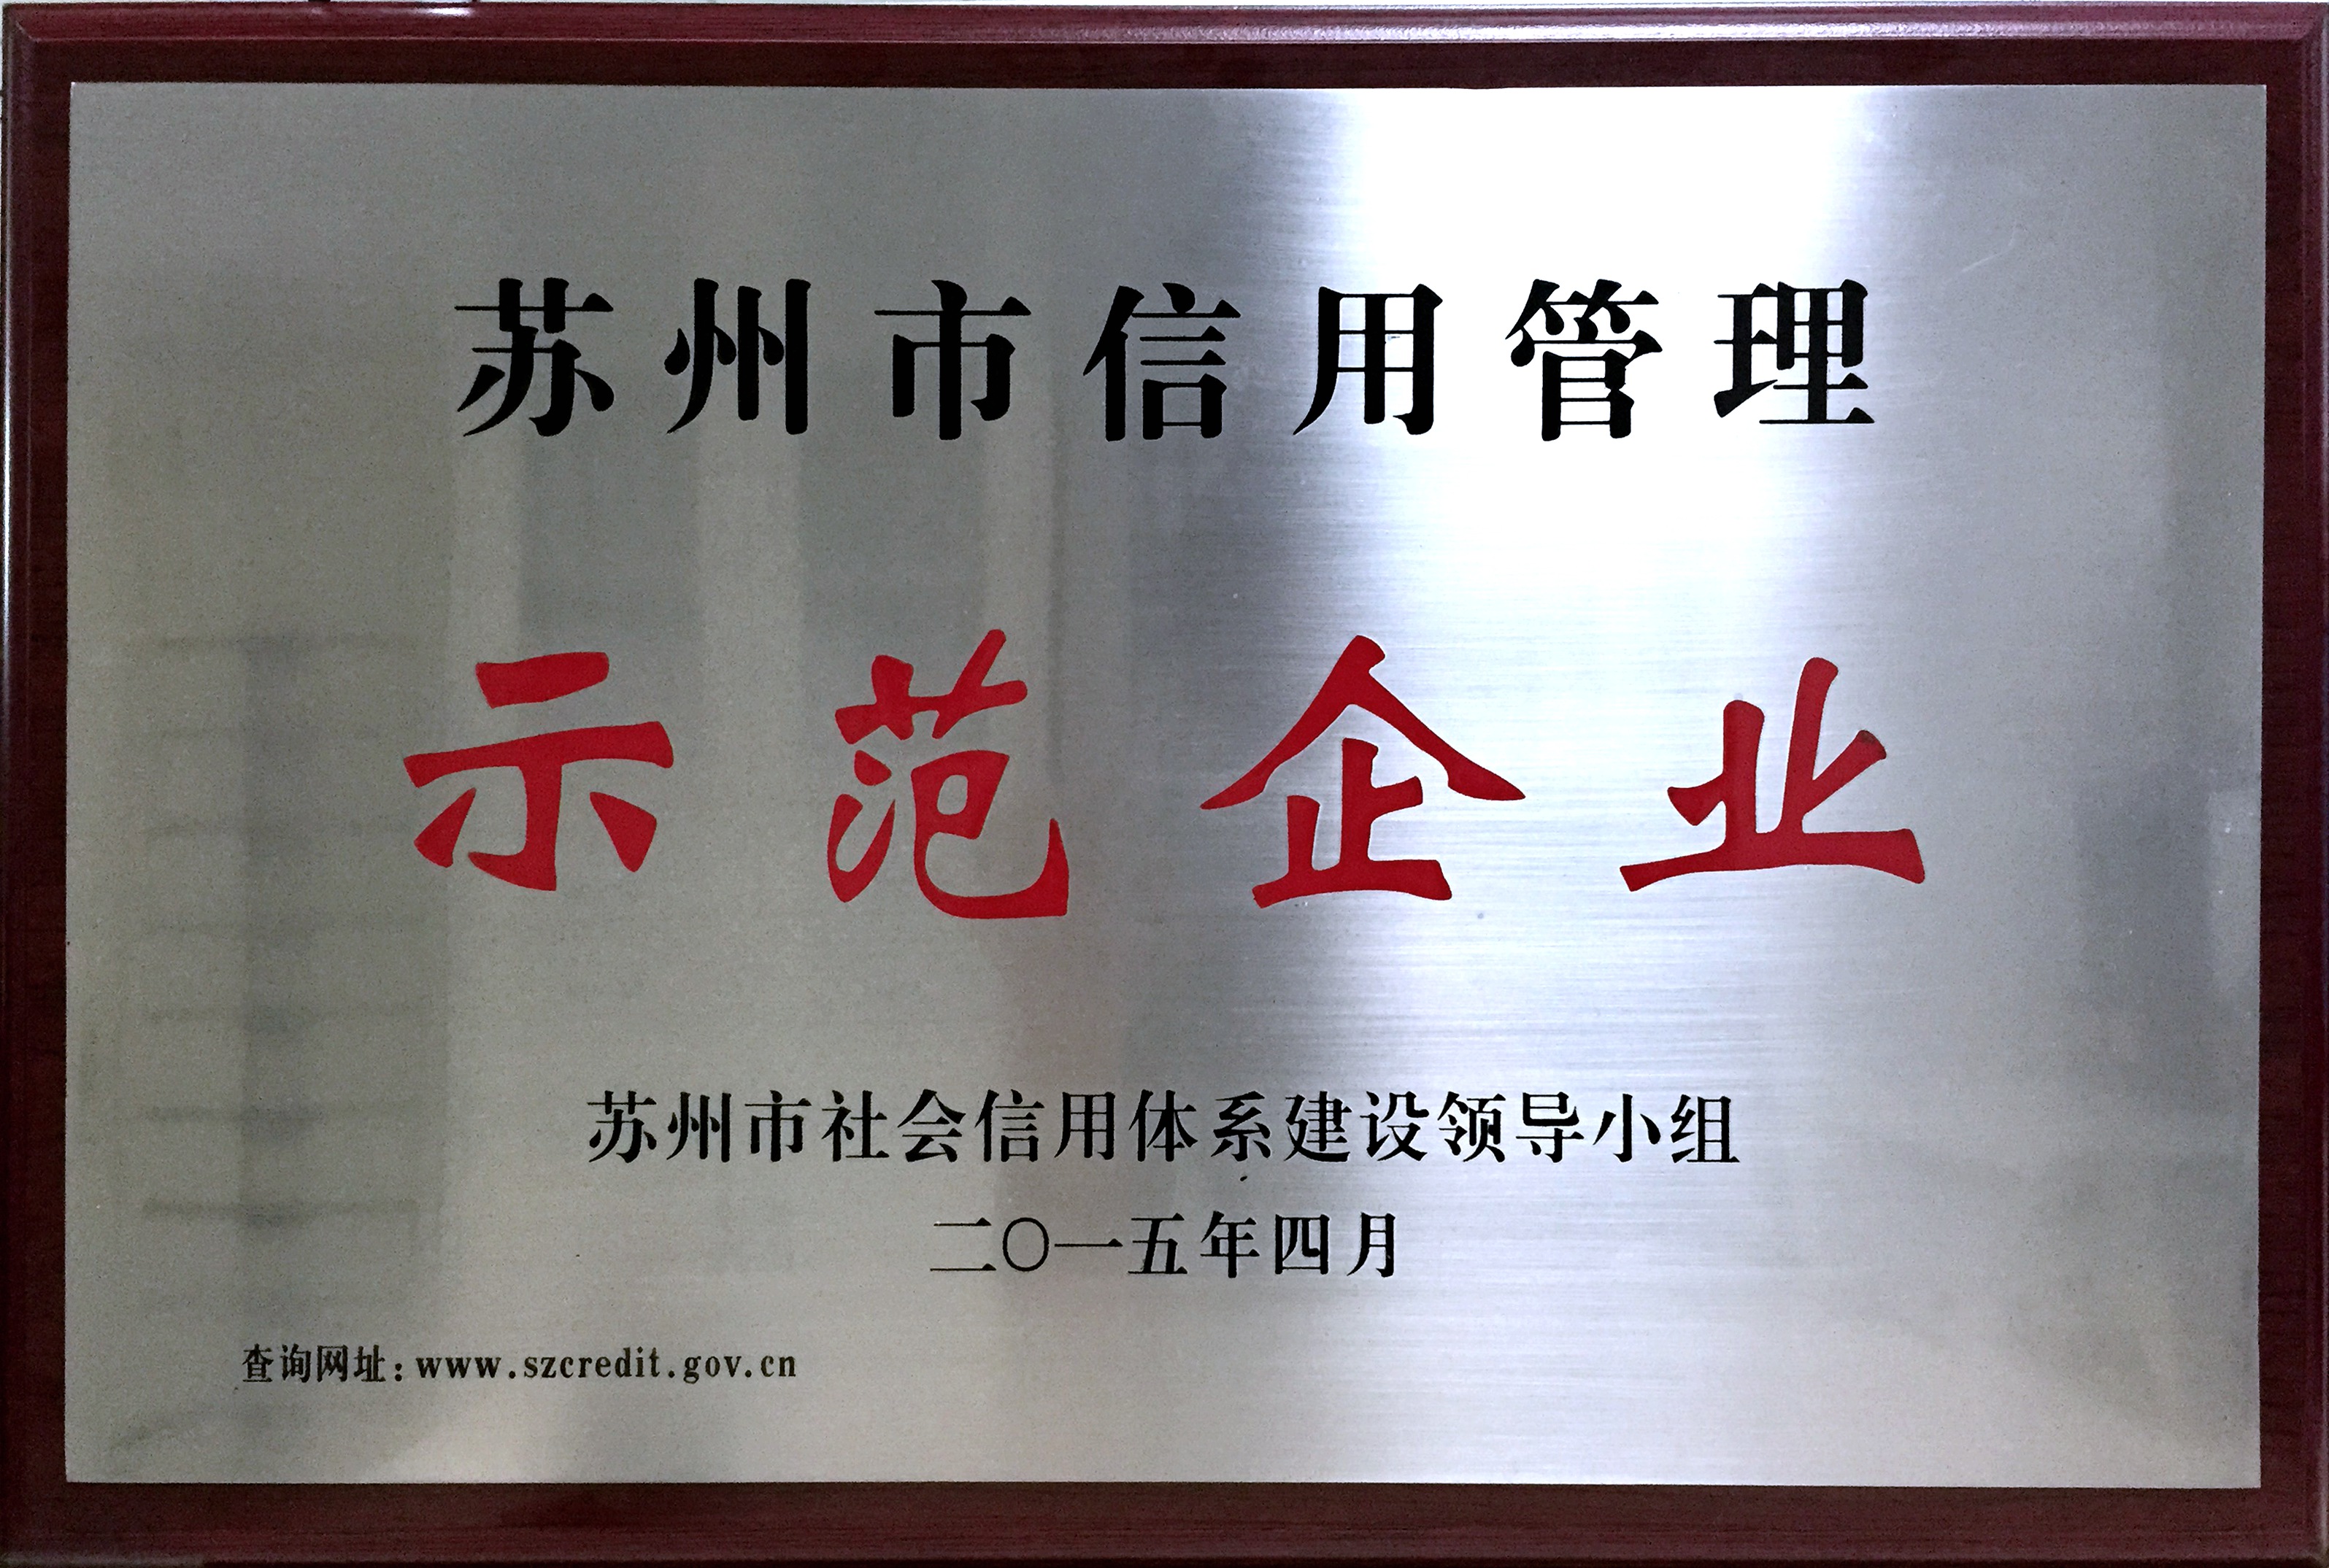 苏州市信用管理
示范企业
苏州市社会信用体系建设领导小组
二〇一五年四月
查询网址：www.szcredit.gov.cn